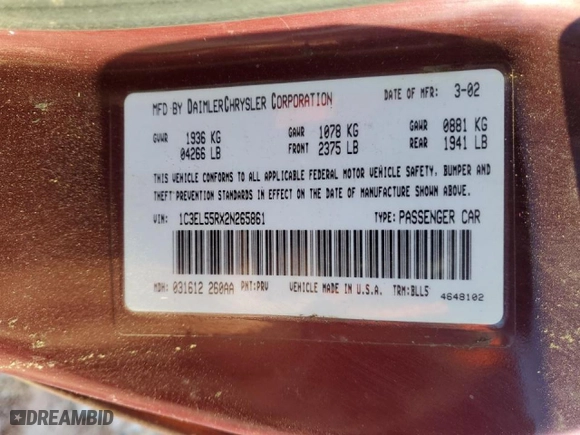 MFD BY DAIMLERCHRYSLER CORPORATION DATE OF MFR: 3-02
GVWR 1936 KG GAWR 1078 KG GAWR 0881 KG
04266 LB FRONT 2375 LB REAR 1941 LB
THIS VEHICLE CONFORMS TO ALL APPLICABLE FEDERAL MOTOR VEHICLE SAFETY, BUMPER AND
THEFT PREVENTION STANDARDS IN EFFECT ON THE DATE OF MANUFACTURE SHOWN ABOVE.
VIN: 1C3EL55RX2N265861 TYPE: PASSENGER CAR
MDH: 031612 260AA PNT: PRV VEHICLE MADE IN U.S.A. TRM: BLL5
4648102
DREAMBID